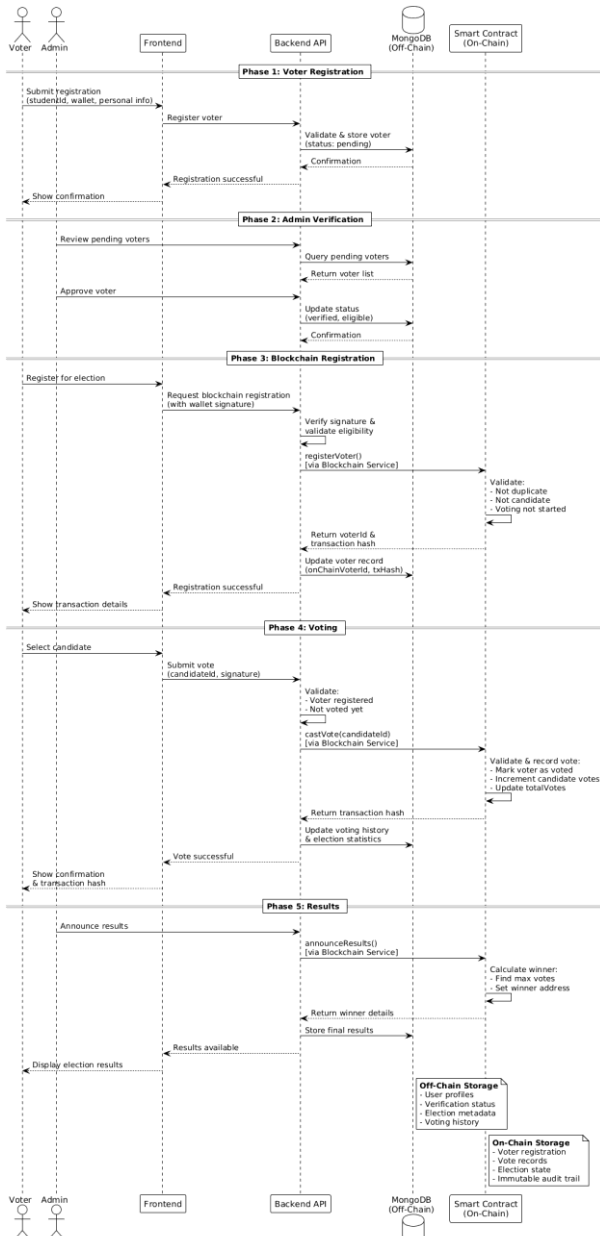 Voter
Admin
Frontend
Backend API
MongoDB
(Off-Chain)
Smart Contract
(On-Chain)
Phase 1: Voter Registration
Submit registration
(studentId, wallet, personal info)
Register voter
Validate & store voter
(status: pending)
Confirmation
Registration successful
Show confirmation
Phase 2: Admin Verification
Review pending voters
Query pending voters
Return voter list
Approve voter
Update status
(verified, eligible)
Confirmation
Phase 3: Blockchain Registration
Register for election
Request blockchain registration
(with wallet signature)
Verify signature &
validate eligibility
registerVoter()
[via Blockchain Service]
Validate:
- Not duplicate
- Not candidate
- Voting not started
Return voterId &
transaction hash
Update voter record
(onChainVoterId, txHash)
Registration successful
Show transaction details
Phase 4: Voting
Select candidate
Submit vote
(candidateId, signature)
Validate:
- Voter registered
- Not voted yet
castVote(candidateId)
[via Blockchain Service]
Validate & record vote:
- Mark voter as voted
- Increment candidate votes
- Update totalVotes
Return transaction hash
Update voting history
& election statistics
Vote successful
Show confirmation
& transaction hash
Phase 5: Results
Announce results
announceResults()
[via Blockchain Service]
Calculate winner:
- Find max votes
- Set winner address
Return winner details
Store final results
Results available
Display election results
Off-Chain Storage
- User profiles
- Verification status
- Election metadata
- Voting history
On-Chain Storage
- Voter registration
- Vote records
- Election state
- Immutable audit trail
Voter
Admin
Frontend
Backend API
MongoDB
(Off-Chain)
Smart Contract
(On-Chain)